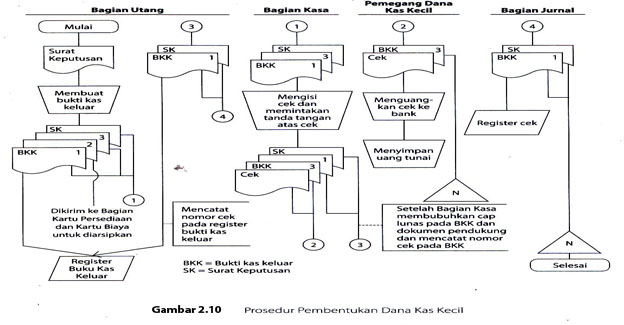 Bagian Utang
Mulai
Surat
Keputusan
Membuat
bukti kas
keluar
SK
3
2
BKK 1
1
Dikirim ke Bagian
Kartu Persediaan
dan Kartu Biaya
untuk diarsipkan
Register
Buku Kas
Keluar
3
SK
BKK 1
4
Mencatat
nomor cek
pada register
bukti kas
keluar
BKK = Bukti kas keluar
SK = Surat Keputusan
Bagian Kasa
1
SK
3
BKK 1
Mengisi
cek dan
memintakan
tanda tangan
atas cek
SK
1
BKK 3
Cek
2
3
Setelah Bagian Kasa
membubuhkan cap
lunas pada BKK dan
dokumen pendukung
dan mencatat nomor
cek pada BKK
Pemegang Dana
Kas Kecil
2
BKK 3
Cek
Menguang-
kan cek ke
bank
Menyimpan
uang tunai
N
Bagian Jurnal
4
SK
BKK 1
Register cek
N
Selesai
Gambar 2.10 Prosedur Pembentukan Dana Kas Kecil